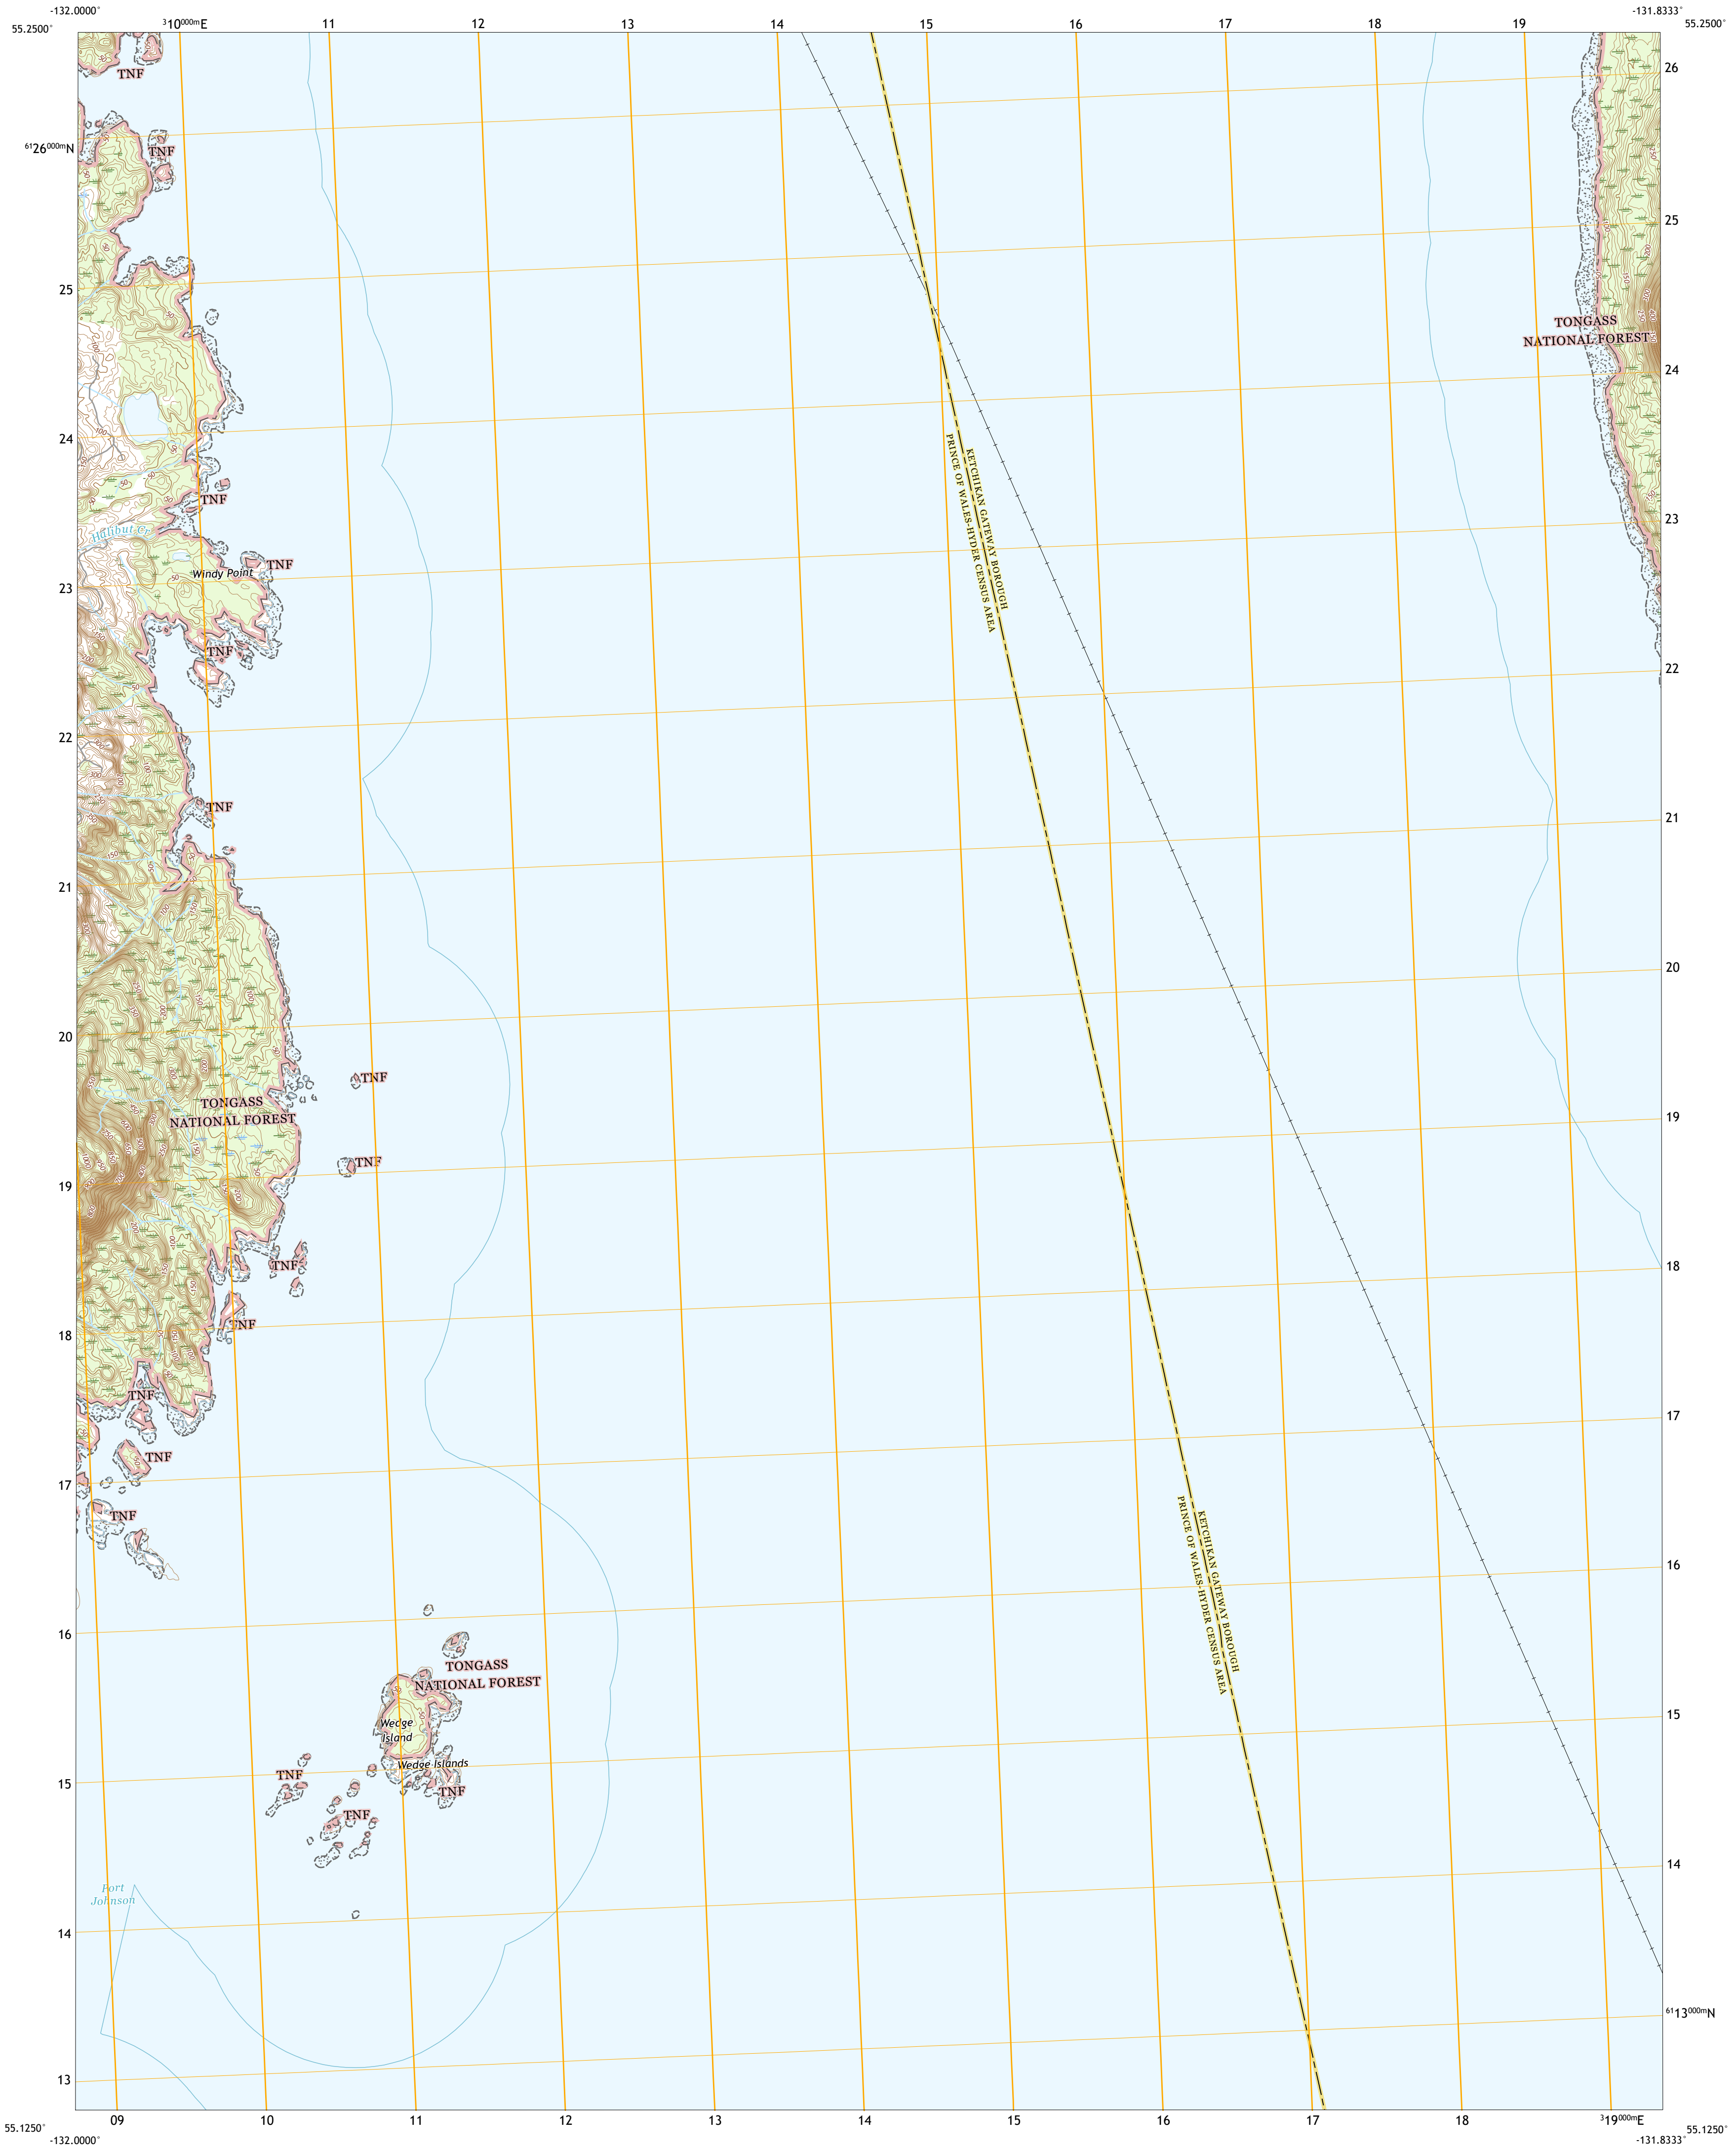 -132.0000°
-131.8333°
55.2500°
55.2500°
310000mE
11
12
13
14
15
16
17
18
19
TNF
26
6126000mN
TNF
25
25
TONGASS
NATIONAL FOREST
24
24
TNF
KETCHIKAN GATEWAY BOROUGH
PRINCE OF WALES-HYDER CENSUS AREA
23
Halibut Cr
TNF
Windy Point
23
TNF
22
22
TNF
21
21
20
20
TNF
TONGASS
NATIONAL FOREST
19
TNF
19
TNF
18
TNF
18
TNF
17
TNF
17
TNF
KETCHIKAN GATEWAY BOROUGH
PRINCE OF WALES-HYDER CENSUS AREA
16
16
TONGASS
NATIONAL FOREST
Wedge
Island
15
Wedge Islands
TNF
15
TNF
TNF
14
Port
Johnson
14
6113000mN
13
09
10
11
12
13
14
15
16
17
18
319000mE
55.1250°
55.1250°
-132.0000°
-131.8333°